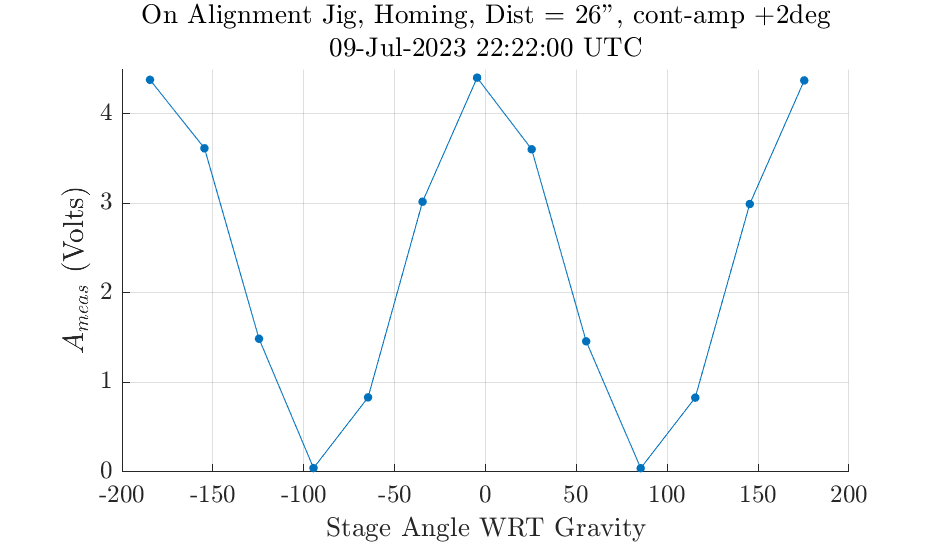 On Alignment Jig, Homing, Dist = 26", cont-amp +2deg
09-Jul-2023 22:22:00 UTC
A_meas (Volts)
4
3
2
1
0
-200 -150 -100 -50 0 50 100 150 200
Stage Angle WRT Gravity